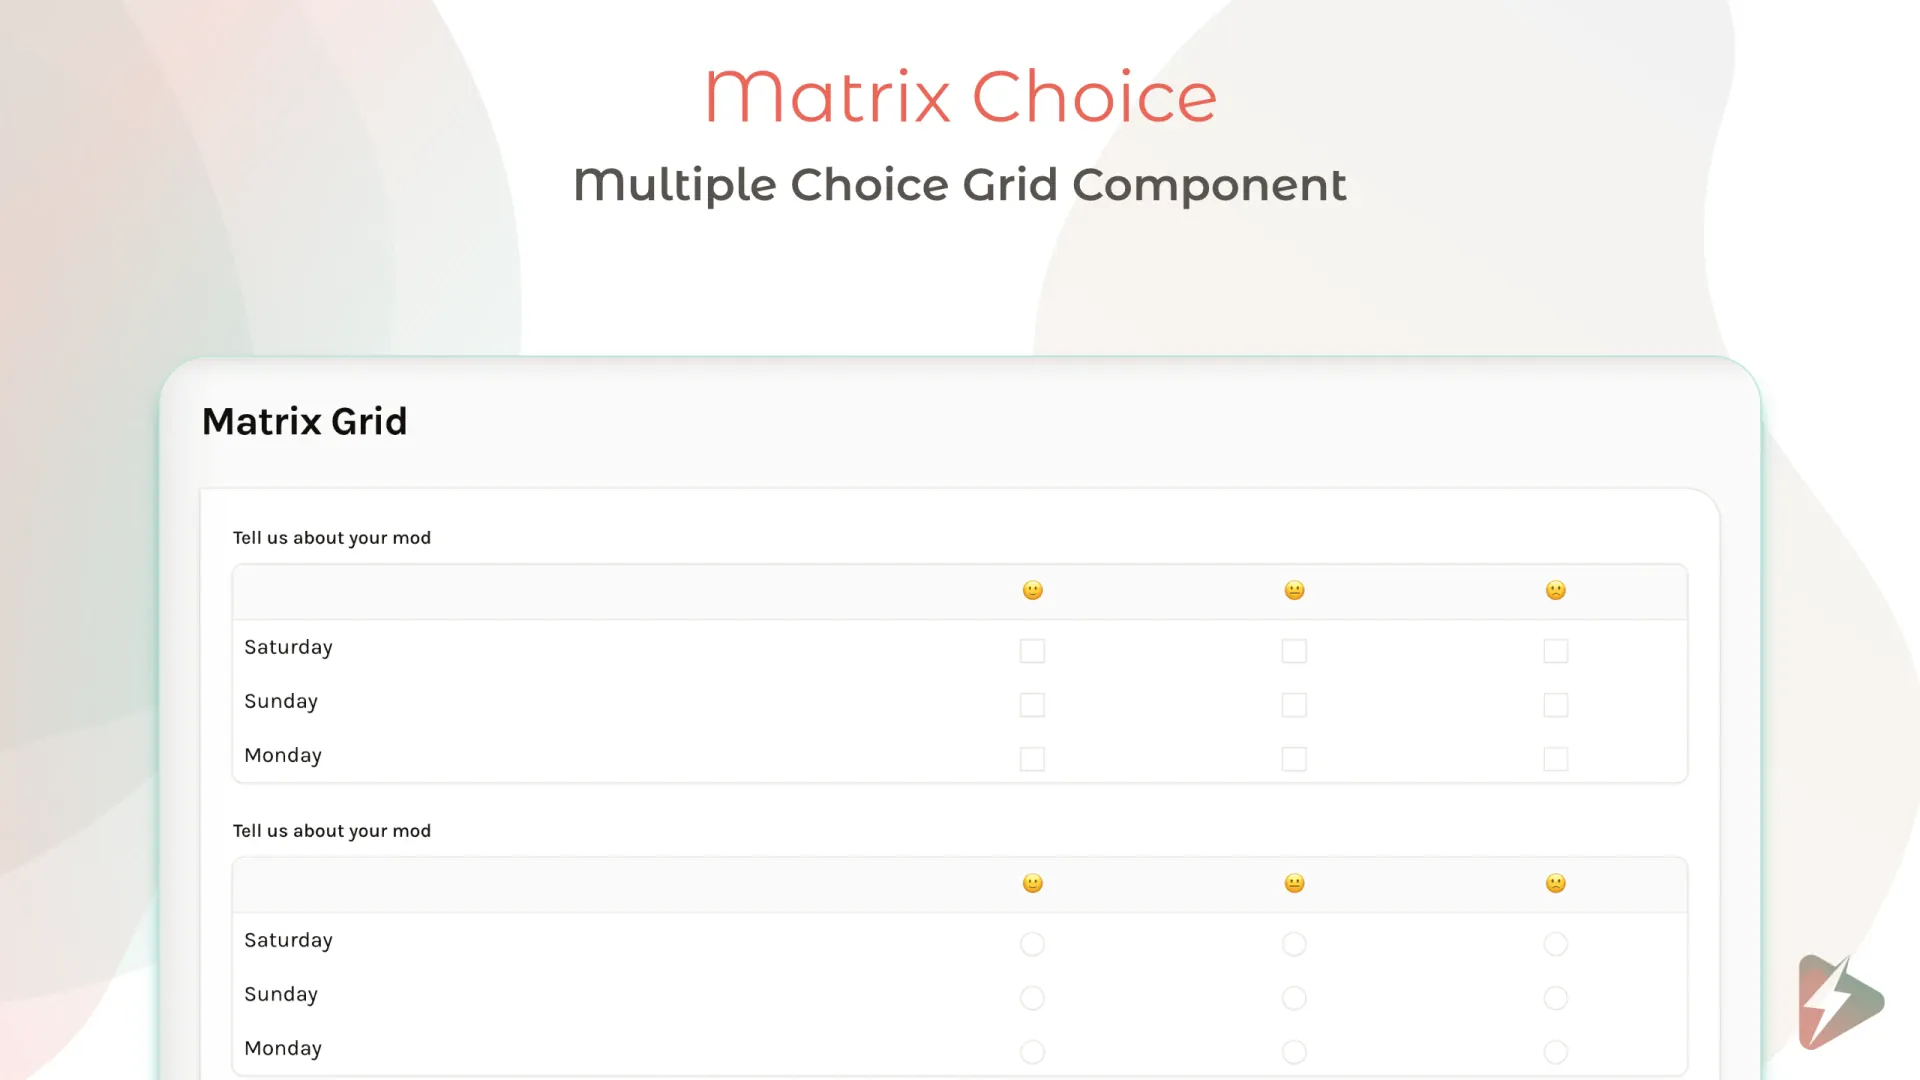 Matrix Choice
Multiple Choice Grid Component
Matrix Grid
Tell us about your mod
🙂 😐 🙁
Saturday
Sunday
Monday
Tell us about your mod
🙂 😐 🙁
Saturday
Sunday
Monday